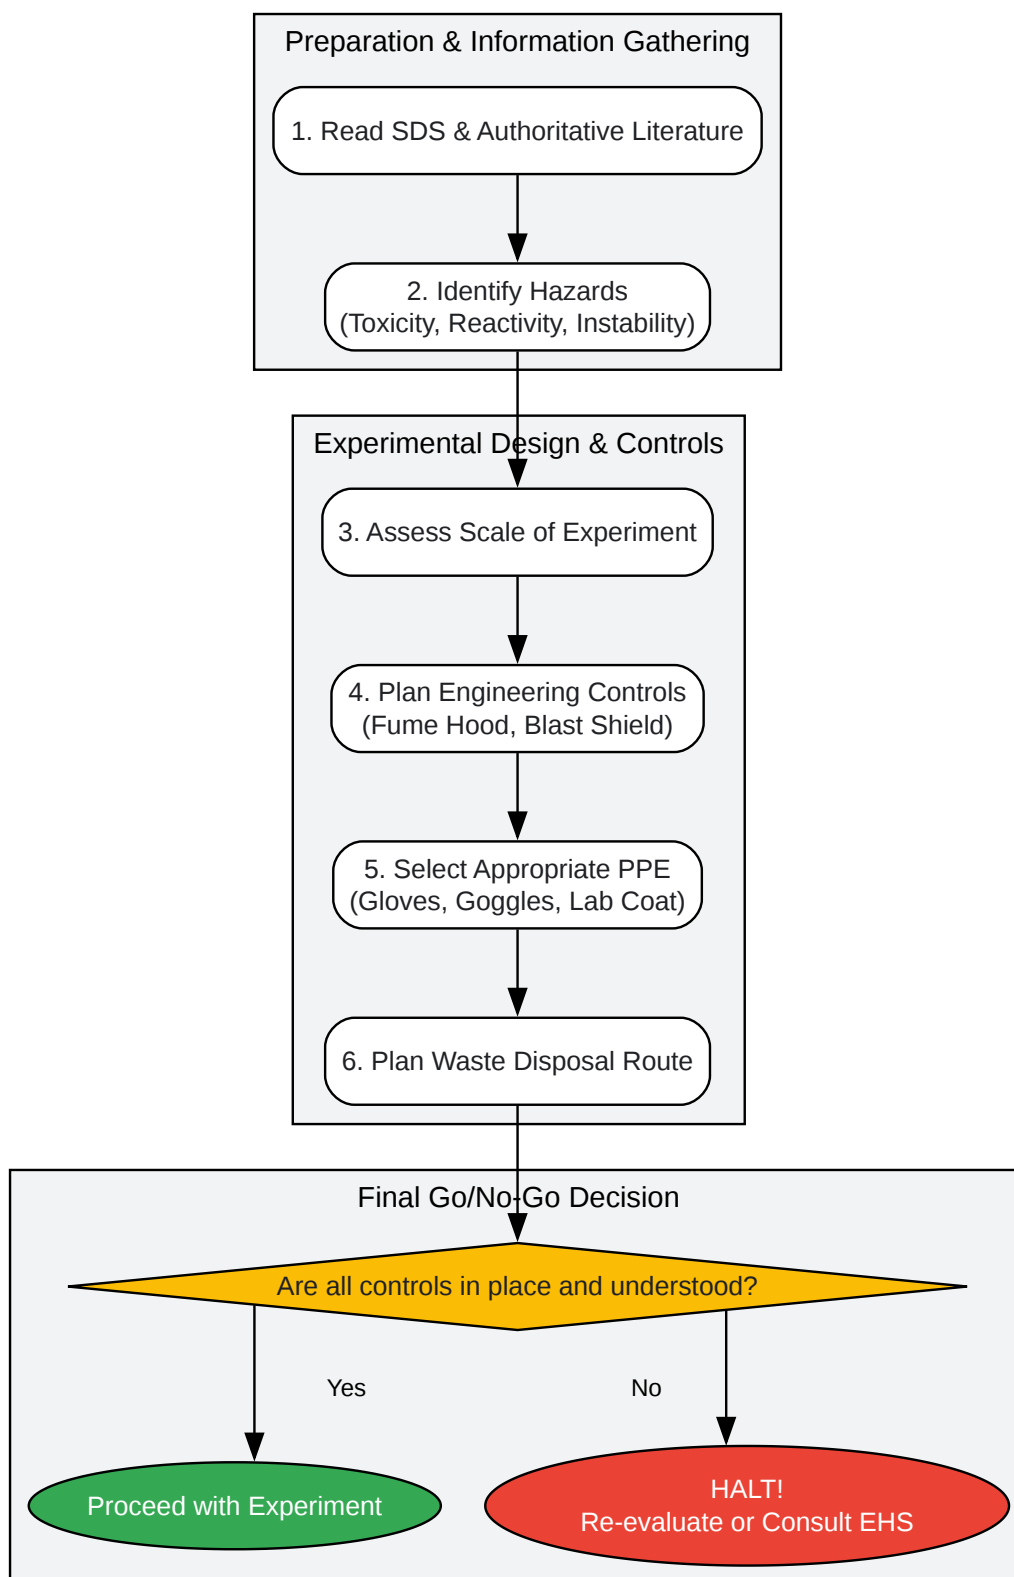 Preparation & Information Gathering
1. Read SDS & Authoritative Literature
2. Identify Hazards
(Toxicity, Reactivity, Instability)
Experimental Design & Controls
3. Assess Scale of Experiment
4. Plan Engineering Controls
(Fume Hood, Blast Shield)
5. Select Appropriate PPE
(Gloves, Goggles, Lab Coat)
6. Plan Waste Disposal Route
Final Go/No-Go Decision
Are all controls in place and understood?
Yes
No
Proceed with Experiment
HALT!
Re-evaluate or Consult EHS